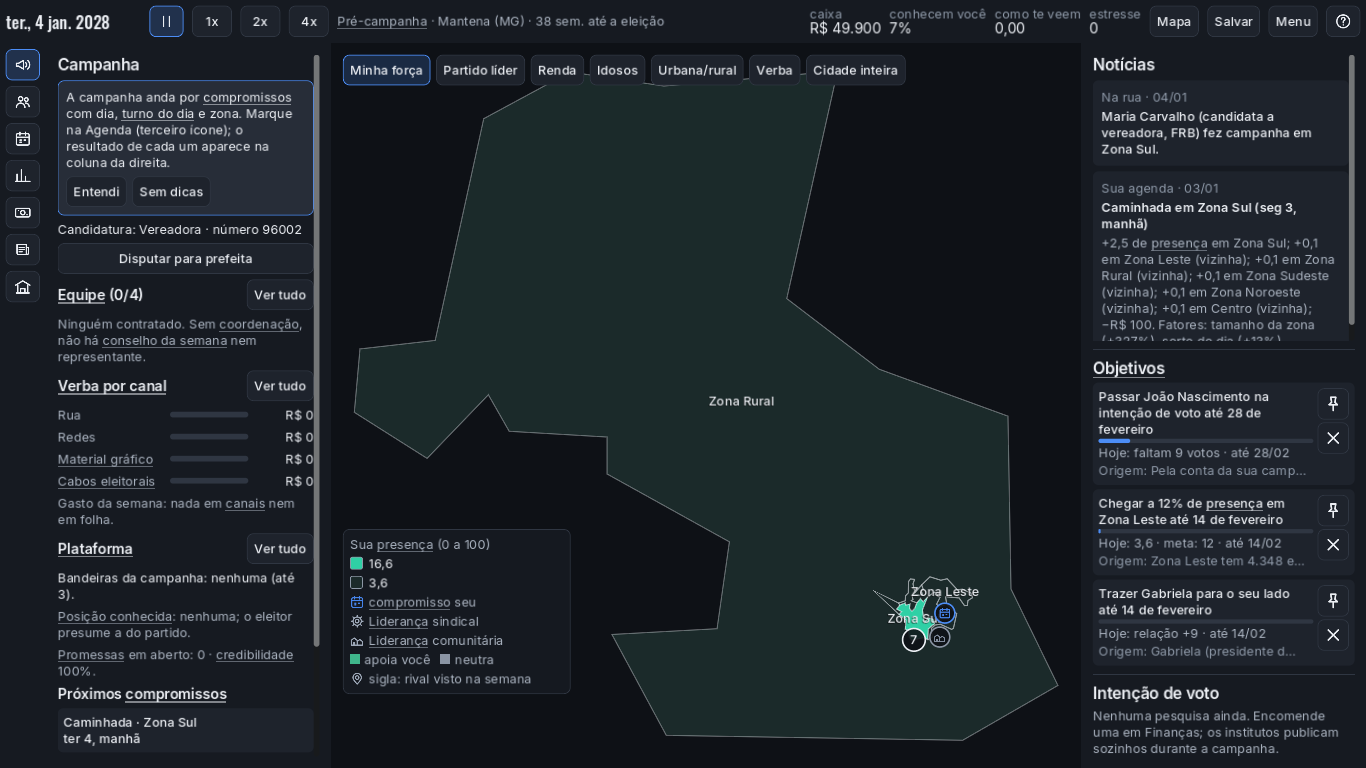 ter., 4 jan. 2028
1x
2x
4x
Pré-campanha · Mantena (MG) · 38 sem. até a eleição
caixa
R$ 49.900
conhecem você
7%
como te veem
0,00
estresse
0
Mapa
Salvar
Menu
Campanha
A campanha anda por compromissos
com dia, turno do dia e zona. Marque
na Agenda (terceiro ícone); o
resultado de cada um aparece na
coluna da direita.
Entendi
Sem dicas
Candidatura: Vereadora · número 96002
Disputar para prefeita
Equipe (0/4)
Ver tudo
Ninguém contratado. Sem coordenação,
não há conselho da semana nem
representante.
Verba por canal
Ver tudo
Rua R$ 0
Redes R$ 0
Material gráfico R$ 0
Cabos eleitorais R$ 0
Gasto da semana: nada em canais nem
em folha.
Plataforma
Ver tudo
Bandeiras da campanha: nenhuma (até
3).
Posição conhecida: nenhuma; o eleitor
presume a do partido.
Promessas em aberto: 0 · credibilidade
100%.
Próximos compromissos
Caminhada · Zona Sul
ter 4, manhã
Minha força
Partido líder
Renda
Idosos
Urbana/rural
Verba
Cidade inteira
Zona Rural
Zona Leste
Zona Su
7
Sua presença (0 a 100)
16,6
3,6
compromisso seu
Liderança sindical
Liderança comunitária
apoia você
neutra
sigla: rival visto na semana
Notícias
Na rua · 04/01
Maria Carvalho (candidata a
vereadora, FRB) fez campanha em
Zona Sul.
Sua agenda · 03/01
Caminhada em Zona Sul (seg 3,
manhã)
+2,5 de presença em Zona Sul; +0,1
em Zona Leste (vizinha); +0,1 em Zona
Rural (vizinha); +0,1 em Zona Sudeste
(vizinha); +0,1 em Zona Noroeste
(vizinha); +0,1 em Centro (vizinha);
−R$ 100. Fatores: tamanho da zona
(+327%), sorte do dia (+13%)
Objetivos
Passar João Nascimento na
intenção de voto até 28 de
fevereiro
Hoje: faltam 9 votos · até 28/02
Origem: Pela conta da sua camp...
Chegar a 12% de presença em
Zona Leste até 14 de fevereiro
Hoje: 3,6 · meta: 12 · até 14/02
Origem: Zona Leste tem 4.348 e...
Trazer Gabriela para o seu lado
até 14 de fevereiro
Hoje: relação +9 · até 14/02
Origem: Gabriela (presidente d...
Intenção de voto
Nenhuma pesquisa ainda. Encomende
uma em Finanças; os institutos publicam
sozinhos durante a campanha.